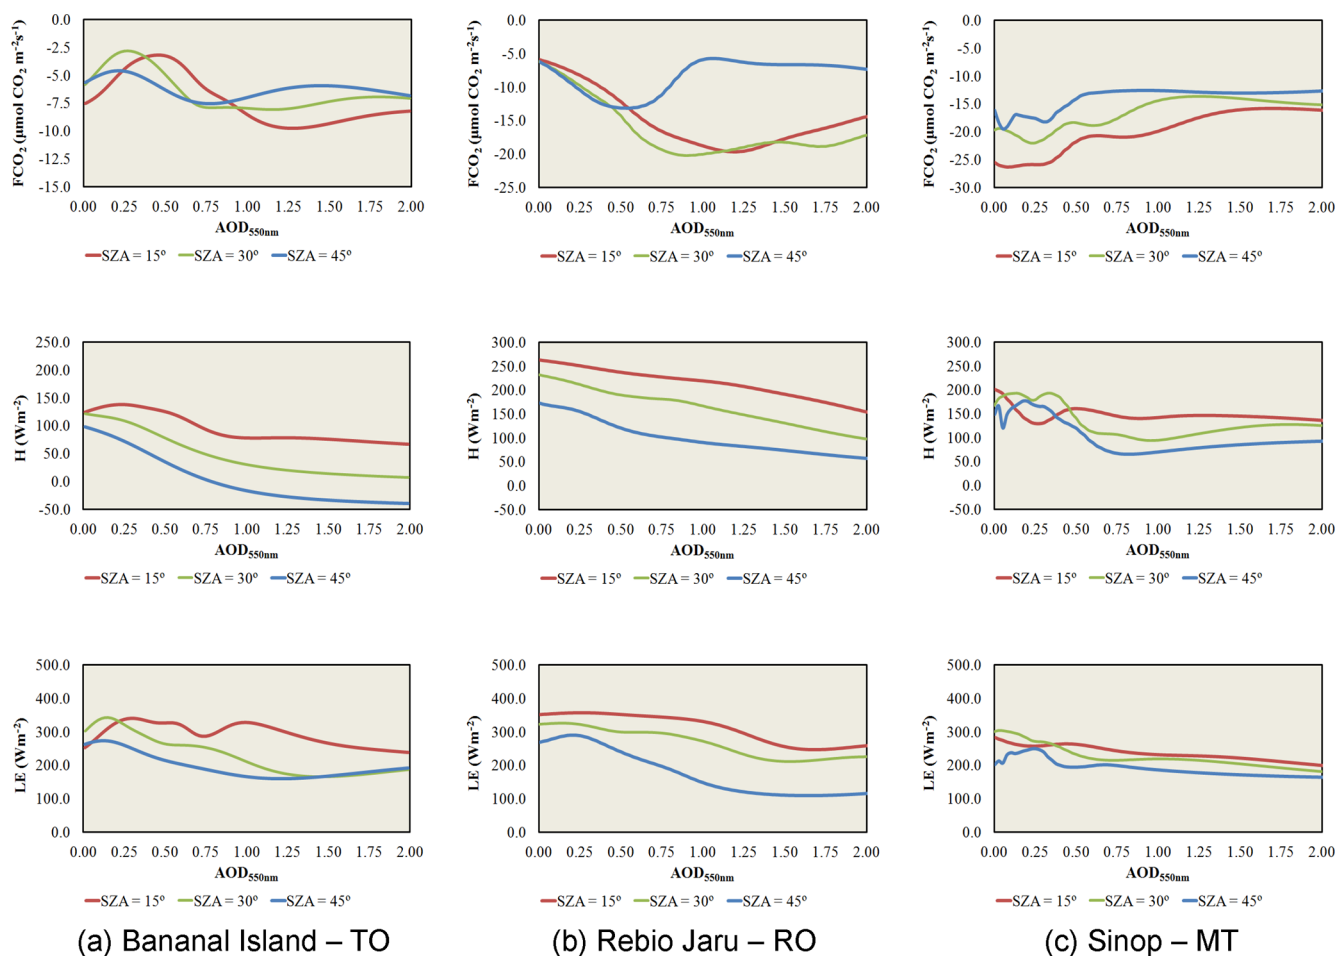 FCO₂ (µmol CO₂ m⁻²s⁻¹)
0.0
-2.5
-5.0
-7.5
-10.0
-12.5
-15.0
0.00 0.25 0.50 0.75 1.00 1.25 1.50 1.75 2.00
AOD550nm
SZA = 15º SZA = 30º SZA = 45º
FCO₂ (µmol CO₂ m⁻²s⁻¹)
0.0
-5.0
-10.0
-15.0
-20.0
-25.0
0.00 0.25 0.50 0.75 1.00 1.25 1.50 1.75 2.00
AOD550nm
SZA = 15º SZA = 30º SZA = 45º
FCO₂ (µmol CO₂ m⁻²s⁻¹)
0.0
-5.0
-10.0
-15.0
-20.0
-25.0
-30.0
0.00 0.25 0.50 0.75 1.00 1.25 1.50 1.75 2.00
AOD550nm
SZA = 15º SZA = 30º SZA = 45º
H (Wm⁻²)
250.0
200.0
150.0
100.0
50.0
0.0
-50.0
0.00 0.25 0.50 0.75 1.00 1.25 1.50 1.75 2.00
AOD550nm
SZA = 15º SZA = 30º SZA = 45º
H (Wm⁻²)
300.0
250.0
200.0
150.0
100.0
50.0
0.0
-50.0
0.00 0.25 0.50 0.75 1.00 1.25 1.50 1.75 2.00
AOD550nm
SZA = 15º SZA = 30º SZA = 45º
H (Wm⁻²)
300.0
250.0
200.0
150.0
100.0
50.0
0.0
-50.0
0.00 0.25 0.50 0.75 1.00 1.25 1.50 1.75 2.00
AOD550nm
SZA = 15º SZA = 30º SZA = 45º
LE (Wm⁻²)
500.0
400.0
300.0
200.0
100.0
0.0
0.00 0.25 0.50 0.75 1.00 1.25 1.50 1.75 2.00
AOD550nm
SZA = 15º SZA = 30º SZA = 45º
LE (Wm⁻²)
500.0
400.0
300.0
200.0
100.0
0.0
0.00 0.25 0.50 0.75 1.00 1.25 1.50 1.75 2.00
AOD550nm
SZA = 15º SZA = 30º SZA = 45º
LE (Wm⁻²)
500.0
400.0
300.0
200.0
100.0
0.0
0.00 0.25 0.50 0.75 1.00 1.25 1.50 1.75 2.00
AOD550nm
SZA = 15º SZA = 30º SZA = 45º
(a) Bananal Island – TO
(b) Rebio Jaru – RO
(c) Sinop – MT